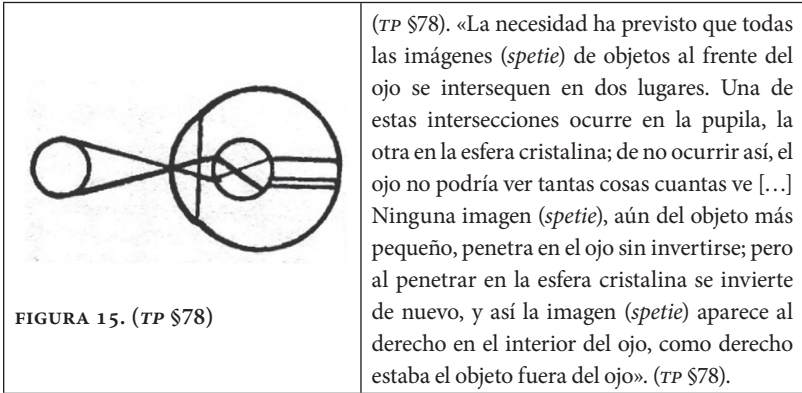 FIGURA 15. (TP §78)
(TP §78). «La necesidad ha previsto que todas
las imágenes (spetie) de objetos al frente del
ojo se intersequen en dos lugares. Una de
estas intersecciones ocurre en la pupila, la
otra en la esfera cristalina; de no ocurrir así, el
ojo no podría ver tantas cosas cuantas ve […]
Ninguna imagen (spetie), aún del objeto más
pequeño, penetra en el ojo sin invertirse; pero
al penetrar en la esfera cristalina se invierte
de nuevo, y así la imagen (spetie) aparece al
derecho en el interior del ojo, como derecho
estaba el objeto fuera del ojo». (TP §78).